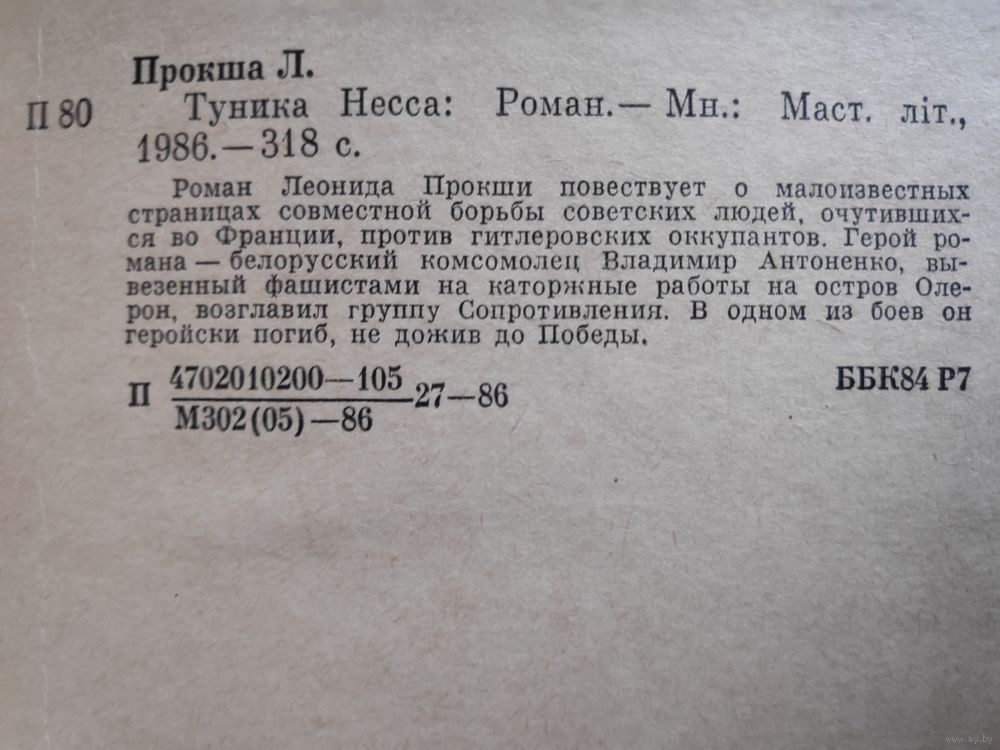 Прокша Л.
П 80 Туника Несса: Роман.— Мн.: Маст. літ.,
1986.—318 с.
Роман Леонида Прокши повествует о малоизвестных
страницах совместной борьбы советских людей, очутивших-
ся во Франции, против гитлеровских оккупантов. Герой ро-
мана — белорусский комсомолец Владимир Антоненко, вы-
везенный фашистами на каторжные работы на остров Оле-
рон, возглавил группу Сопротивления. В одном из боев он
геройски погиб, не дожив до Победы.
П 4702010200—105
М302(05)—86
27—86
ББК84 Р7
www.ay.by